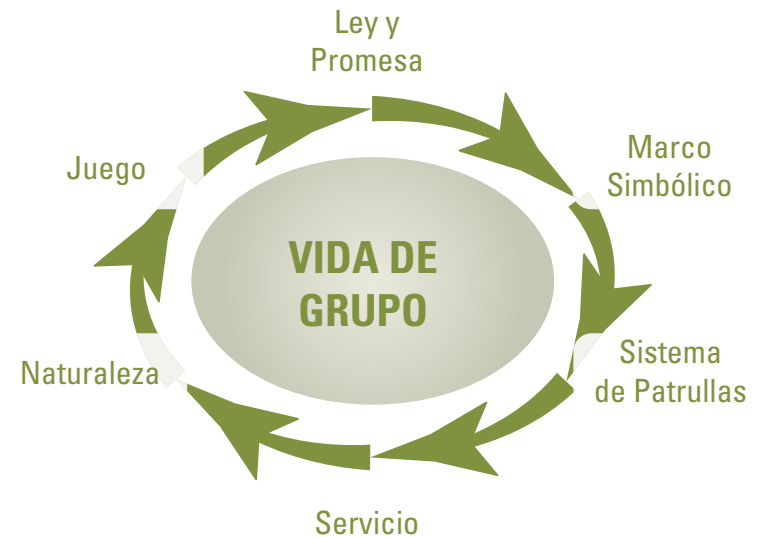 Ley y
Promesa
Marco
Simbólico
Sistema
de Patrullas
Servicio
Naturaleza
Juego
VIDA DE
GRUPO